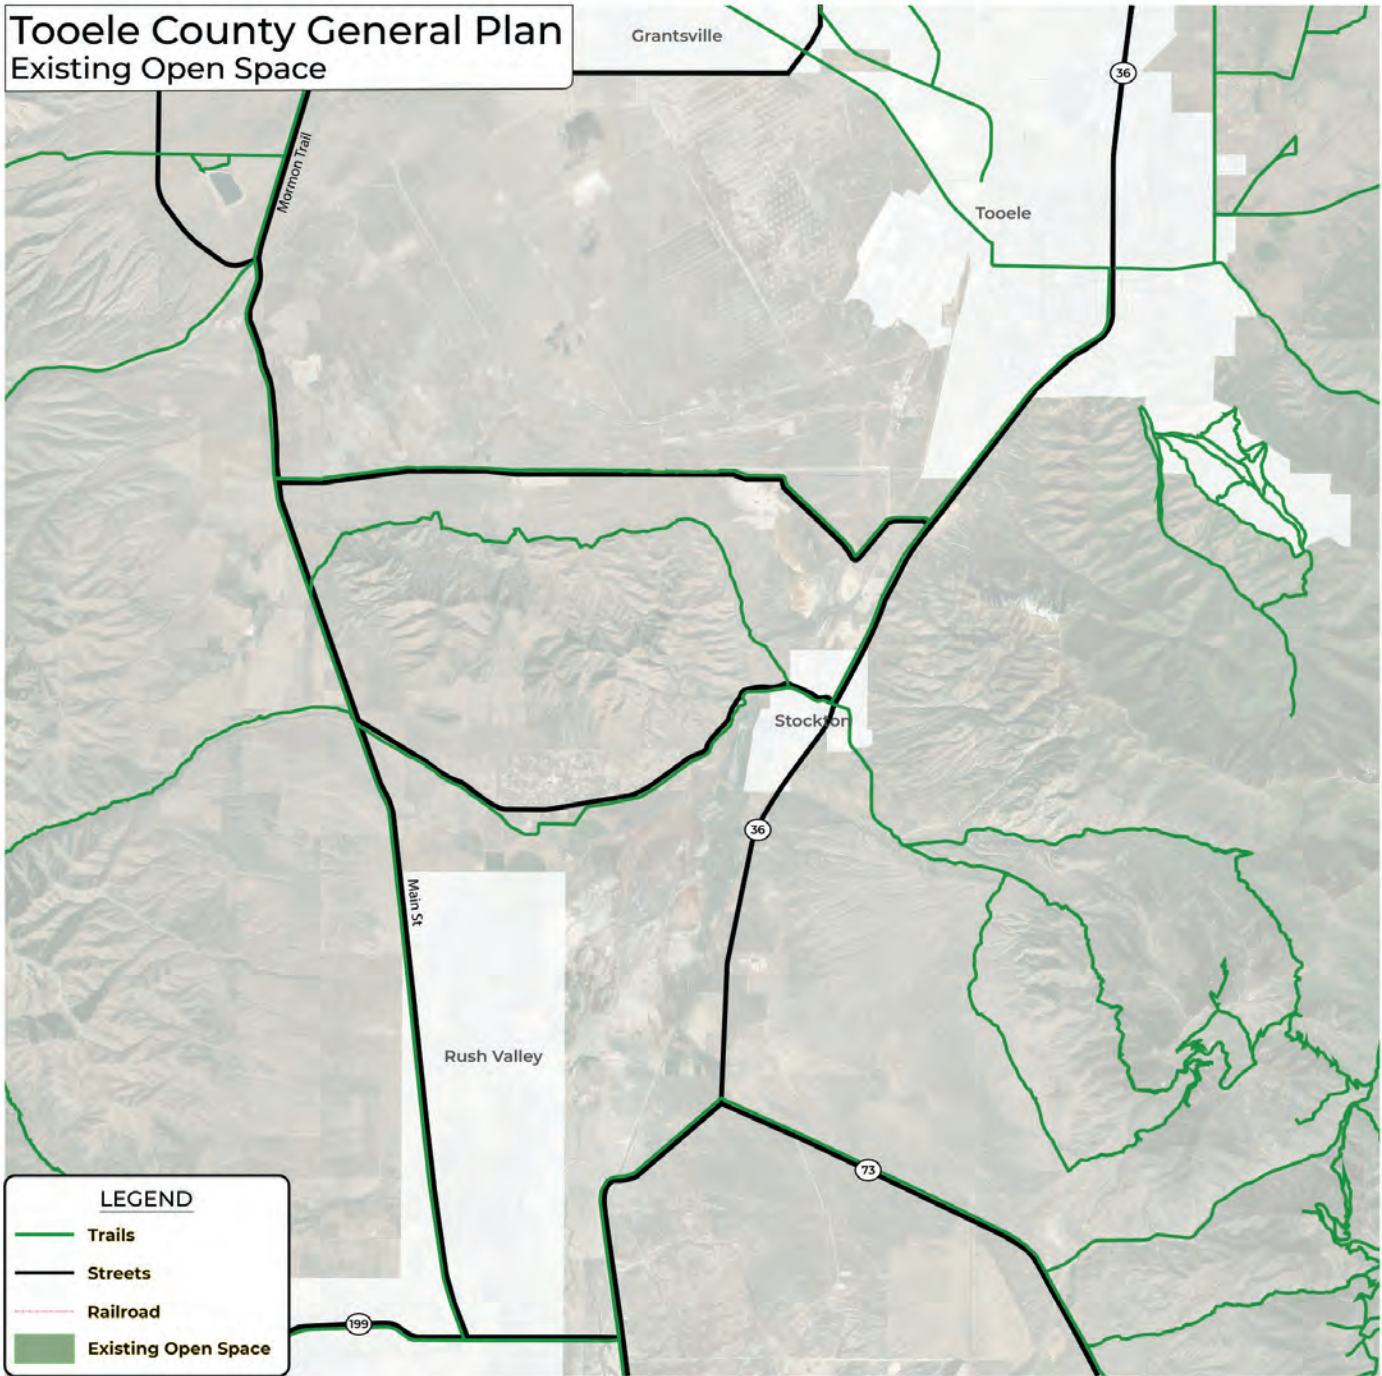 Tooele County General Plan
Existing Open Space
Grantsville
36
Mormon Trail
Tooele
Stockton
36
Main St
Rush Valley
73
199
LEGEND
Trails
Streets
Railroad
Existing Open Space